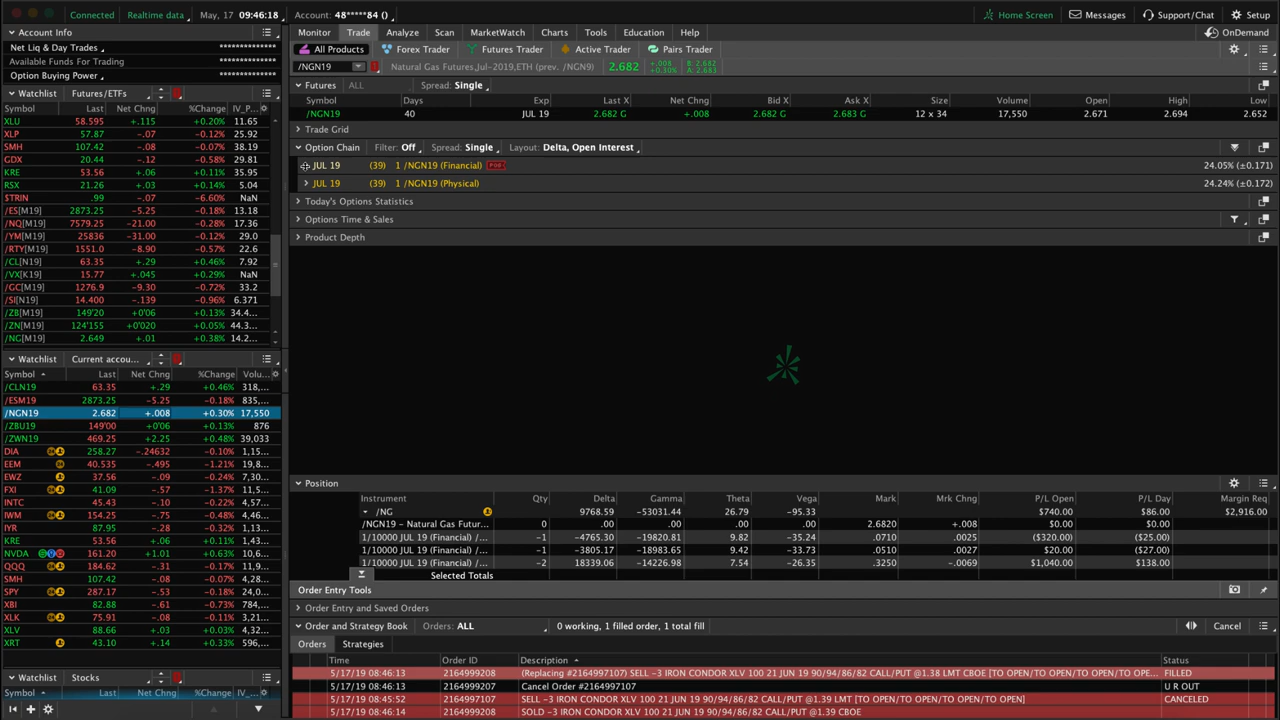 Connected Realtime data May, 17 09:46:18 Account: 48*****84 () Home Screen Messages Support/Chat Setup
Account Info
Net Liq & Day Trades **************
Available Funds For Trading **************
Option Buying Power **************
Watchlist Futures/ETFs
Symbol Last Net Chng %Change IV_P...
XLU 58.595 +.115 +0.20% 11.65
XLP 57.87 -.07 -0.12% 25.92
SMH 107.42 -.08 -0.07% 38.19
GDX 20.44 -.12 -0.58% 29.81
KRE 53.56 +.06 +0.11% 35.95
RSX 21.26 +.03 +0.14% 5.04
$TRIN .99 -.07 -6.60% NaN
/ES[M19] 2873.25 -5.25 -0.18% 13.18
/NQ[M19] 7579.25 -21.00 -0.28% 17.36
/YM[M19] 25836 -31.00 -0.12% 29.0
/RTY[M19] 1551.0 -8.90 -0.57% 22.6
/CL[N19] 63.35 +.29 +0.46% 7.92
/VX[K19] 15.77 +.045 +0.29% NaN
/GC[M19] 1276.9 -9.30 -0.72% 33.2
/SI[N19] 14.400 -.139 -0.96% 6.371
/ZB[M19] 149'20 +0'06 +0.13% 34.4...
/ZN[M19] 124'155 +0'020 +0.05% 44.3...
/NG[M19] 2.649 +.01 +0.38% 14.2...
Watchlist Current accou...
Symbol Last Net Chng %Change Volu...
/CLN19 63.35 +.29 +0.46% 318,...
/ESM19 2873.25 -5.25 -0.18% 835,...
/NGN19 2.682 +.008 +0.30% 17,550
/ZBU19 149'00 +0'06 +0.13% 876
/ZWN19 469.25 +2.25 +0.48% 39,033
DIA 258.27 -.24632 -0.10% 1,15...
EEM 40.535 -.495 -1.21% 19,8...
EWZ 37.56 -.09 -0.24% 7,30...
FXI 41.09 -.57 -1.37% 11,5...
INTC 45.43 -.10 -0.22% 4,57...
IWM 154.25 -.75 -0.48% 4,46...
IYR 87.95 -.28 -0.32% 1,13...
KRE 53.56 +.06 +0.11% 1,43...
NVDA 161.20 +1.01 +0.63% 10,6...
QQQ 184.62 -.31 -0.17% 11,9...
SMH 107.42 -.08 -0.07% 4,28...
SPY 287.17 -.53 -0.18% 24,0...
XBI 82.88 -.61 -0.73% 784,...
XLK 75.91 -.08 -0.11% 3,21...
XLV 88.66 +.03 +0.03% 4,32...
XRT 43.10 +.14 +0.33% 596,...
Watchlist Stocks
Symbol Last Net Chng %Change IV_P...
Monitor Trade Analyze Scan MarketWatch Charts Tools Education Help OnDemand
All Products Forex Trader Futures Trader Active Trader Pairs Trader
/NGN19 Natural Gas Futures,Jul-2019,ETH (prev. /NGN9) 2.682 +.008 +0.30% B: 2.682 A: 2.683
Futures ALL Spread: Single
Symbol Days Exp Last X Net Chng Bid X Ask X Size Volume Open High Low
/NGN19 40 JUL 19 2.682 G +.008 2.682 G 2.683 G 12 x 34 17,550 2.671 2.694 2.652
Trade Grid
Option Chain Filter: Off Spread: Single Layout: Delta, Open Interest
JUL 19 (39) 1 /NGN19 (Financial) 24.05% (±0.171)
JUL 19 (39) 1 /NGN19 (Physical) 24.24% (±0.172)
Today's Options Statistics
Options Time & Sales
Product Depth
Position
Instrument Qty Delta Gamma Theta Vega Mark Mrk Chng P/L Open P/L Day Margin Req
/NG 9768.59 -53031.44 26.79 -95.33 $740.00 $86.00 $2,916.00
/NGN19 - Natural Gas Futur... 0 .00 .00 .00 .00 2.6820 +.008 $0.00 $0.00
1/10000 JUL 19 (Financial) /... -1 -4765.30 -19820.81 9.82 -35.24 .0710 .0025 ($320.00) ($25.00)
1/10000 JUL 19 (Financial) /... -1 -3805.17 -18983.65 9.42 -33.73 .0510 .0027 $20.00 ($27.00)
1/10000 JUL 19 (Financial) /... -2 18339.06 -14226.98 7.54 -26.35 .3250 -.0069 $1,040.00 $138.00
Selected Totals
Order Entry Tools
Order Entry and Saved Orders
Order and Strategy Book Orders: ALL 0 working, 1 filled order, 1 total fill Cancel
Orders Strategies
Time Order ID Description Status
5/17/19 08:46:13 2164999208 (Replacing #2164997107) SELL -3 IRON CONDOR XLV 100 21 JUN 19 90/94/86/82 CALL/PUT @1.38 LMT CBOE [TO OPEN/TO OPEN/TO OPEN/TO OPE... FILLED
5/17/19 08:46:13 2164999207 Cancel Order #2164997107 U R OUT
5/17/19 08:45:52 2164997107 SELL -3 IRON CONDOR XLV 100 21 JUN 19 90/94/86/82 CALL/PUT @1.39 LMT [TO OPEN/TO OPEN/TO OPEN/TO OPEN] CANCELED
5/17/19 08:46:14 2164999208 SOLD -3 IRON CONDOR XLV 100 21 JUN 19 90/94/86/82 CALL/PUT @1.39 CBOE